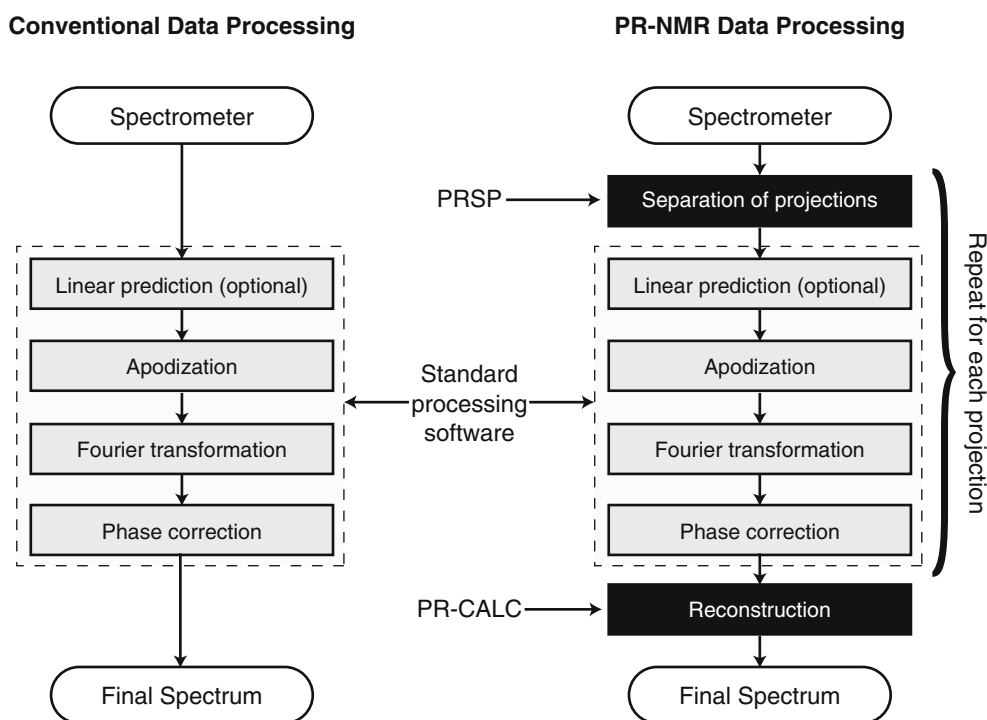 Conventional Data Processing
Spectrometer
Linear prediction (optional)
Apodization
Fourier transformation
Phase correction
Final Spectrum
Standard
processing
software
PR-NMR Data Processing
Spectrometer
PRSP
Separation of projections
Linear prediction (optional)
Apodization
Fourier transformation
Phase correction
PR-CALC
Reconstruction
Final Spectrum
Repeat for each projection